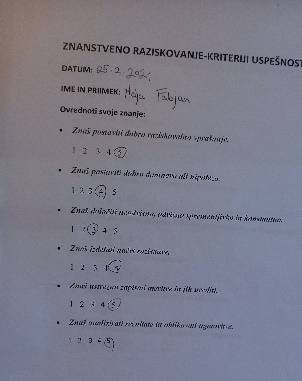 ZNANSTVENO RAZISKOVANJE-KRITERIJI USPEŠNOST
DATUM: 25. 2. 2021
IME IN PRIIMEK: Maja Fabjan
Ovrednoti svoje znanje:
• Znaš postaviti dobro raziskovalno vprašanje.
1 2 3 4 5
• Znaš postaviti dobro domnevo ali hipotezo.
1 2 3 4 5
• Znaš določiti neodvisno, odvisno spremenljivko in konstantno.
1 2 3 4 5
• Znaš izdelati načrt raziskave.
1 2 3 4 5
• Znaš ustrezno zapisati meritve in jih urediti.
1 2 3 4 5
• Znaš analizirati rezultate in oblikovati ugotovitve.
1 2 3 4 5